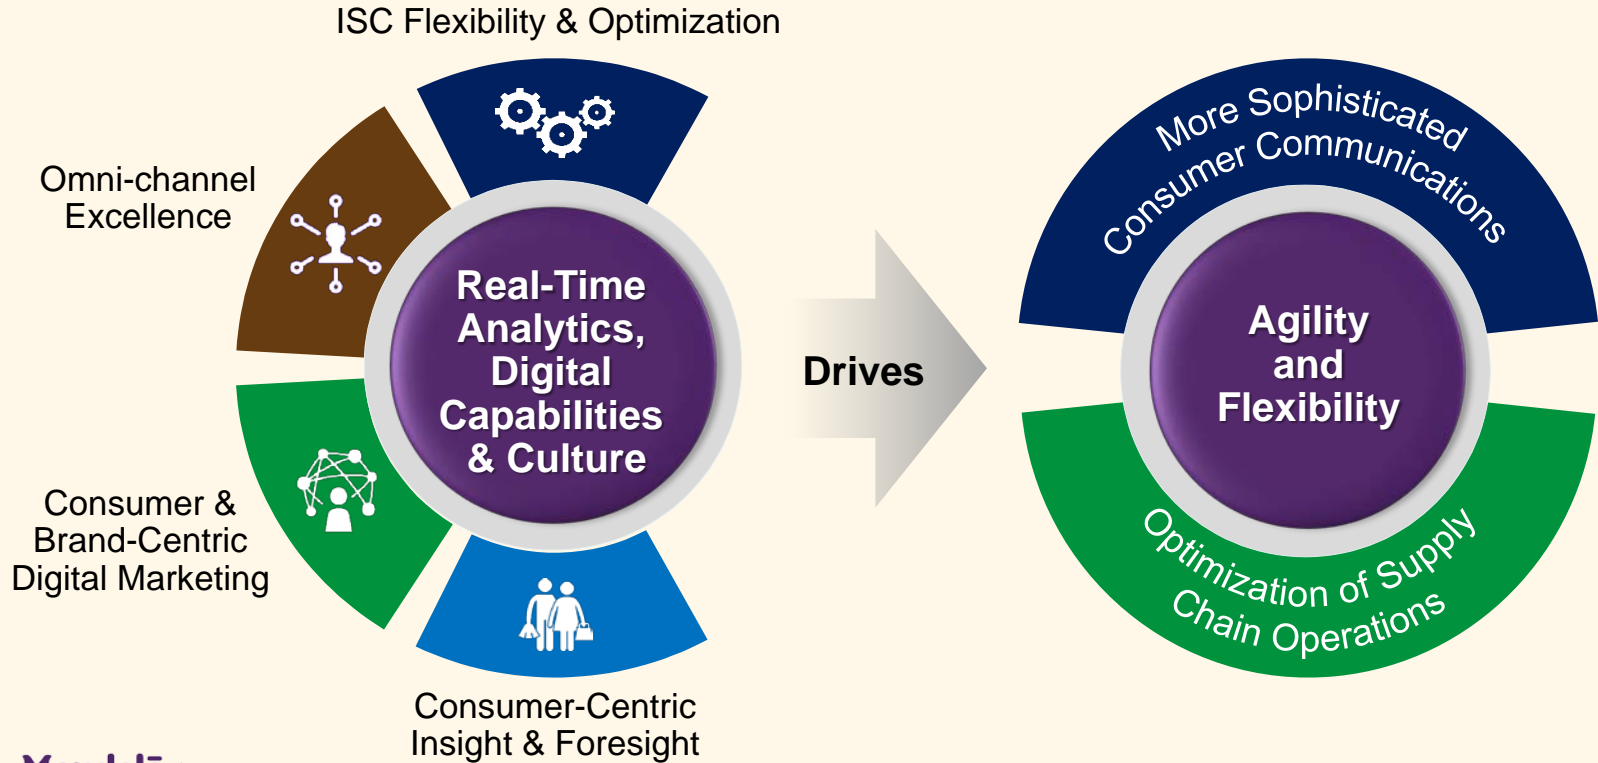 ISC Flexibility & Optimization
Omni-channel
Excellence
Real-Time
Analytics,
Digital
Capabilities
& Culture
Consumer &
Brand-Centric
Digital Marketing
Consumer-Centric
Insight & Foresight
Drives
More Sophisticated
Consumer Communications
Agility
and
Flexibility
Optimization of Supply
Chain Operations